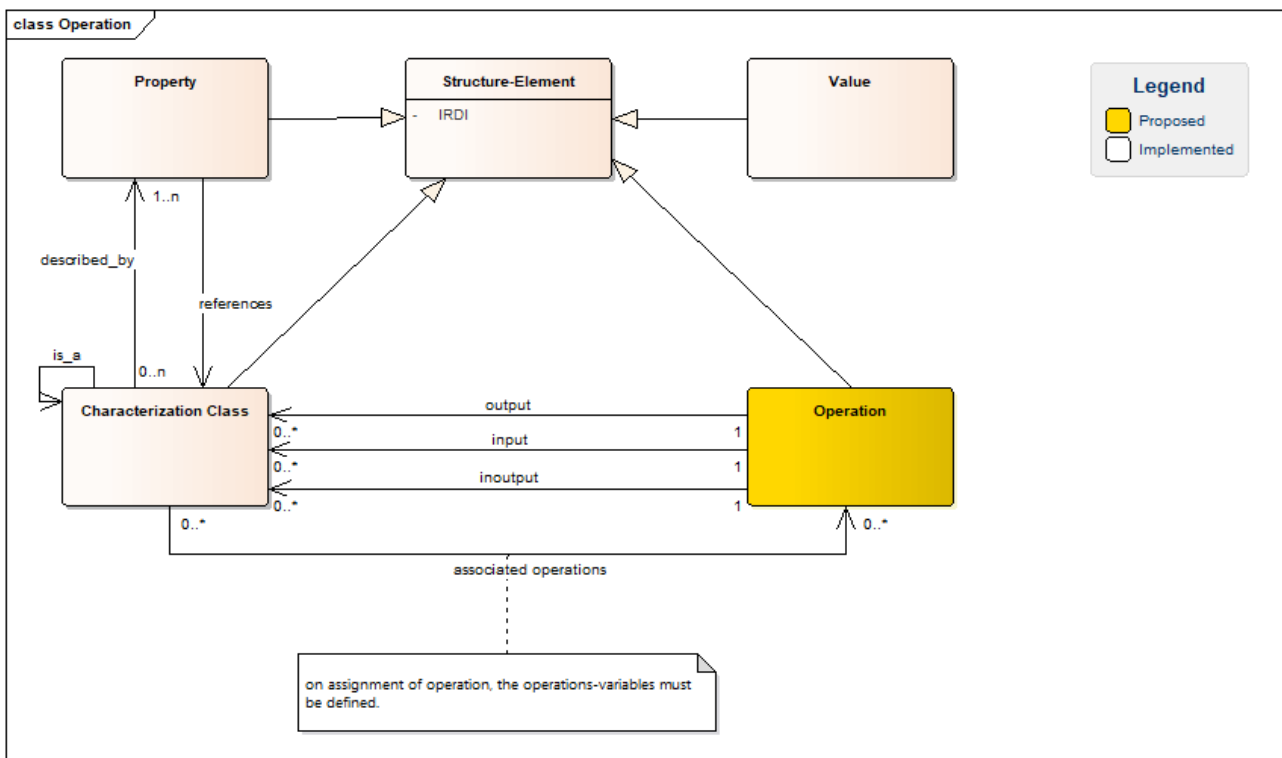 class Operation
Property
Structure-Element
- IRDI
Value
Legend
Proposed
Implemented
1..n
described_by
references
is_a
0..n
Characterization Class
Operation
output
0..*
1
input
0..*
1
inoutput
0..*
1
0..*
0..*
associated operations
on assignment of operation, the operations-variables must
be defined.